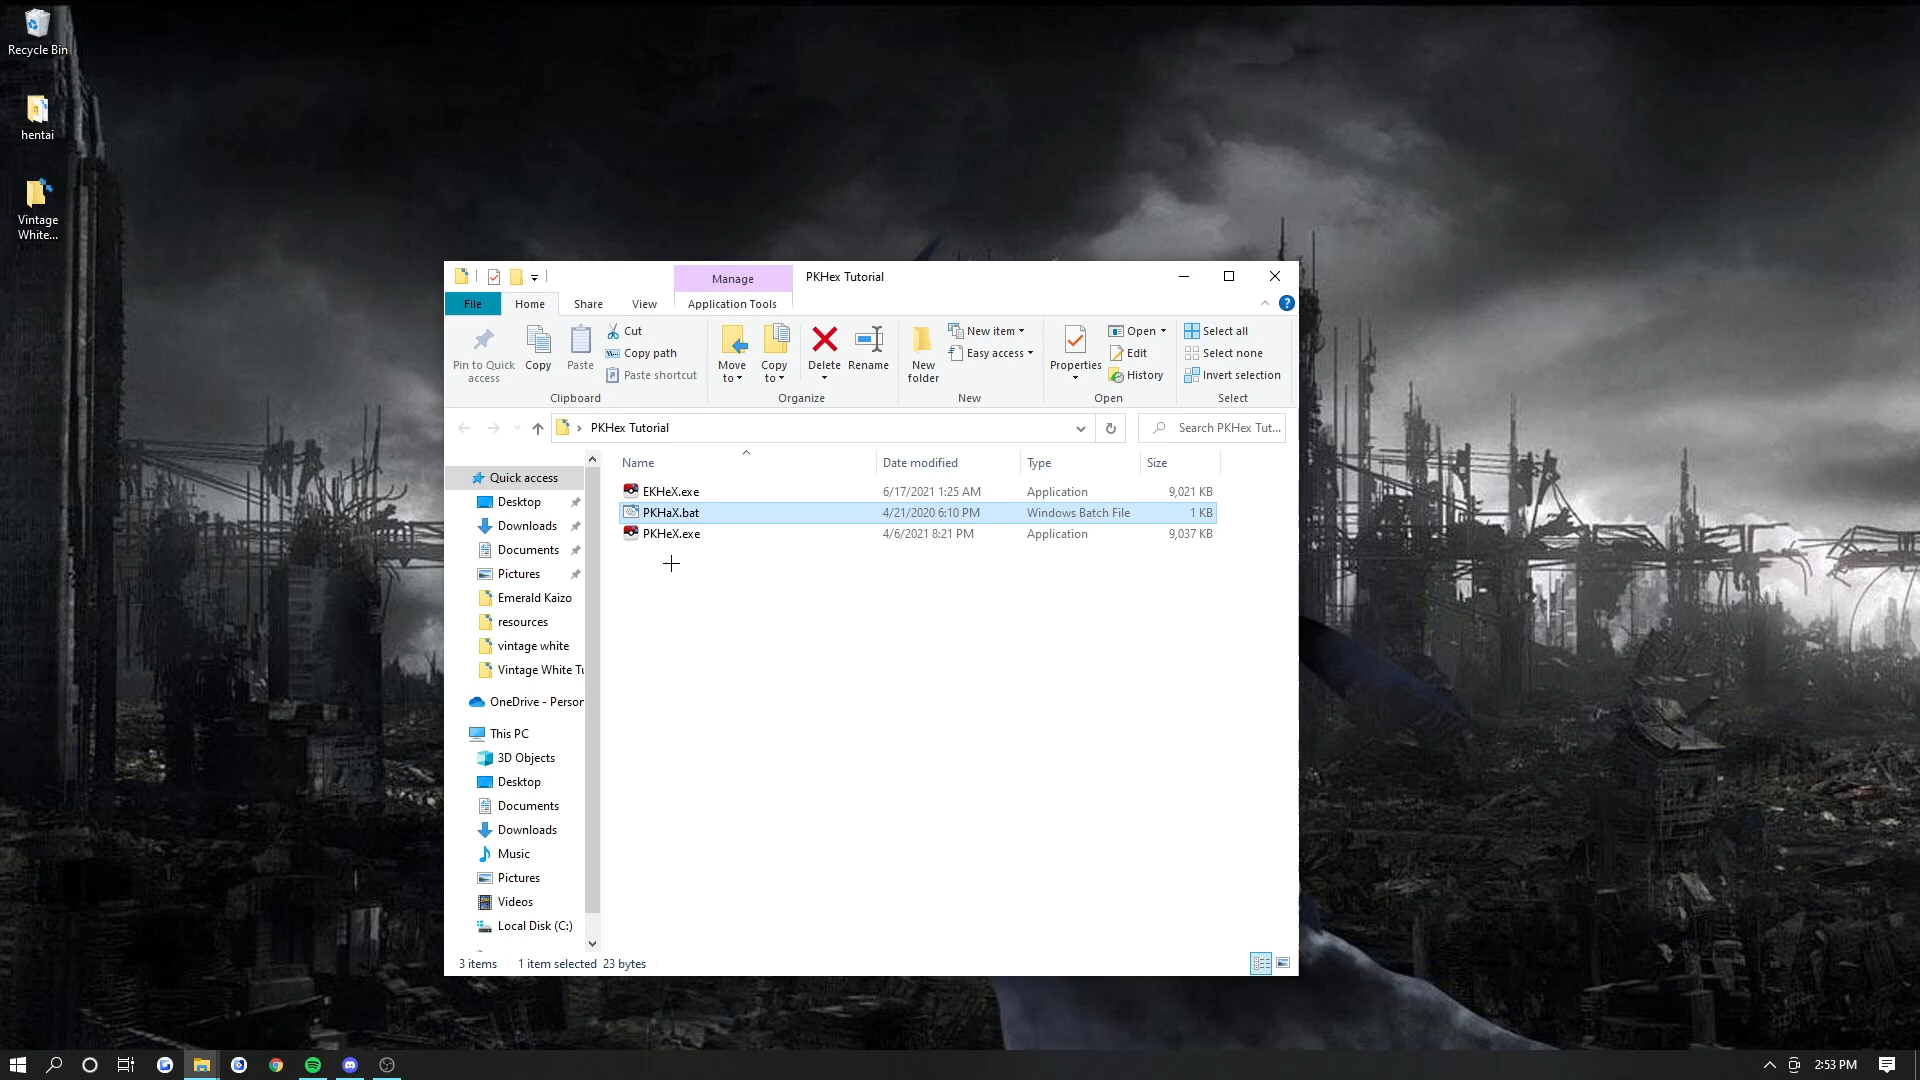 Recycle Bin
hentai
Vintage
White...
Manage
PKHex Tutorial
File
Home
Share
View
Application Tools
Pin to Quick
access
Copy
Paste
Cut
Copy path
Paste shortcut
Clipboard
Move
to
Copy
to
Delete
Rename
Organize
New
folder
New item
Easy access
New
Properties
Open
Edit
History
Open
Select all
Select none
Invert selection
Select
PKHex Tutorial
Search PKHex Tut...
Name
Date modified
Type
Size
EKHeX.exe 6/17/2021 1:25 AM Application 9,021 KB
PKHaX.bat 4/21/2020 6:10 PM Windows Batch File 1 KB
PKHeX.exe 4/6/2021 8:21 PM Application 9,037 KB
Quick access
Desktop
Downloads
Documents
Pictures
Emerald Kaizo
resources
vintage white
Vintage White Tu
OneDrive - Person
This PC
3D Objects
Desktop
Documents
Downloads
Music
Pictures
Videos
Local Disk (C:)
3 items 1 item selected 23 bytes
2:53 PM